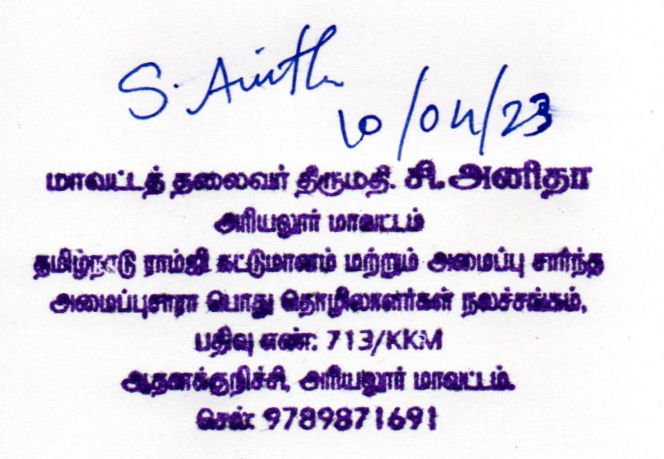 S. Anitha
10/04/23
மாவட்டத் தலைவர் திருமதி. சி. அனிதா
அரியலூர் மாவட்டம்
தமிழ்நாடு ராம்ஜி கட்டுமானம் மற்றும் அமைப்பு சார்ந்த
அமைப்புசாரா பொது தொழிலாளர்கள் நலச்சங்கம்,
பதிவு எண்: 713/KKM
ஆதனக்குறிச்சி, அரியலூர் மாவட்டம்.
செல்: 9789871691